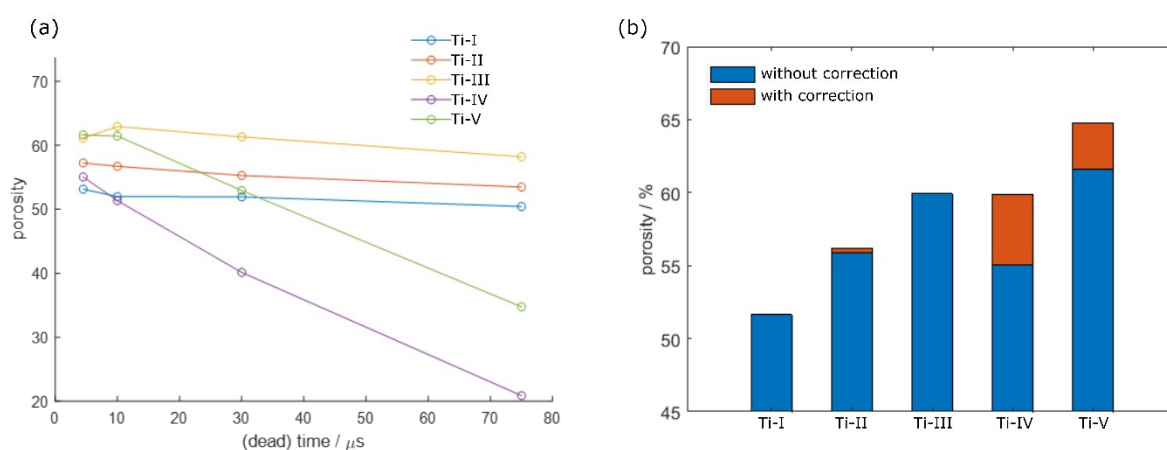 (a)
Ti-I
Ti-II
Ti-III
Ti-IV
Ti-V
porosity
70
60
50
40
30
20
0 10 20 30 40 50 60 70 80
(dead) time / μs
(b)
without correction
with correction
porosity / %
70
65
60
55
50
45
Ti-I Ti-II Ti-III Ti-IV Ti-V